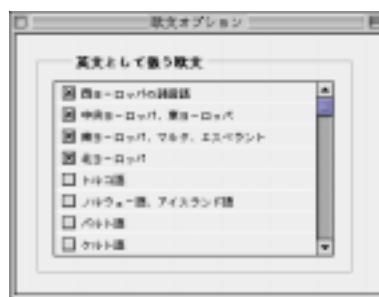 欧文オプション
英文として扱う欧文
西ヨーロッパの諸国語
中央ヨーロッパ、東ヨーロッパ
南ヨーロッパ、マルタ、エスペラント
北ヨーロッパ
トルコ語
ノルウェー語、アイスランド語
バルト語
ケルト語